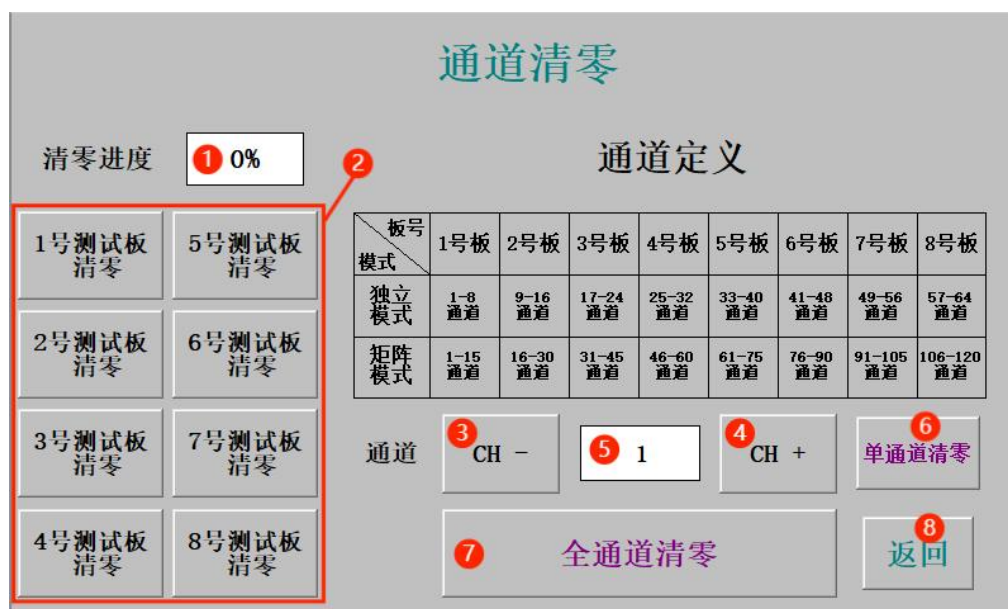 通道清零
清零进度
1 0%
2
通道定义
1号测试板
清零
5号测试板
清零
2号测试板
清零
6号测试板
清零
3号测试板
清零
7号测试板
清零
4号测试板
清零
8号测试板
清零
板号
模式
1号板 2号板 3号板 4号板 5号板 6号板 7号板 8号板
独立
模式
1-8
通道
9-16
通道
17-24
通道
25-32
通道
33-40
通道
41-48
通道
49-56
通道
57-64
通道
矩阵
模式
1-15
通道
16-30
通道
31-45
通道
46-60
通道
61-75
通道
76-90
通道
91-105
通道
106-120
通道
通道
3
CH -
5 1
4
CH +
6
单通道清零
7 全通道清零
8
返回